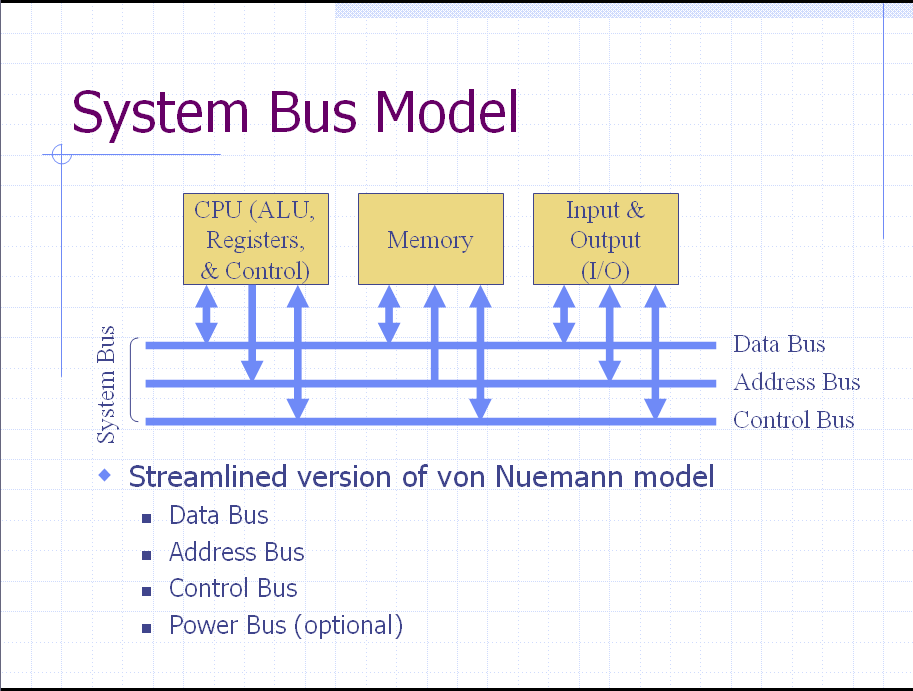 System Bus Model
CPU (ALU,
Registers,
& Control)
Memory
Input &
Output
(I/O)
System Bus
Data Bus
Address Bus
Control Bus
Streamlined version of von Nuemann model
Data Bus
Address Bus
Control Bus
Power Bus (optional)